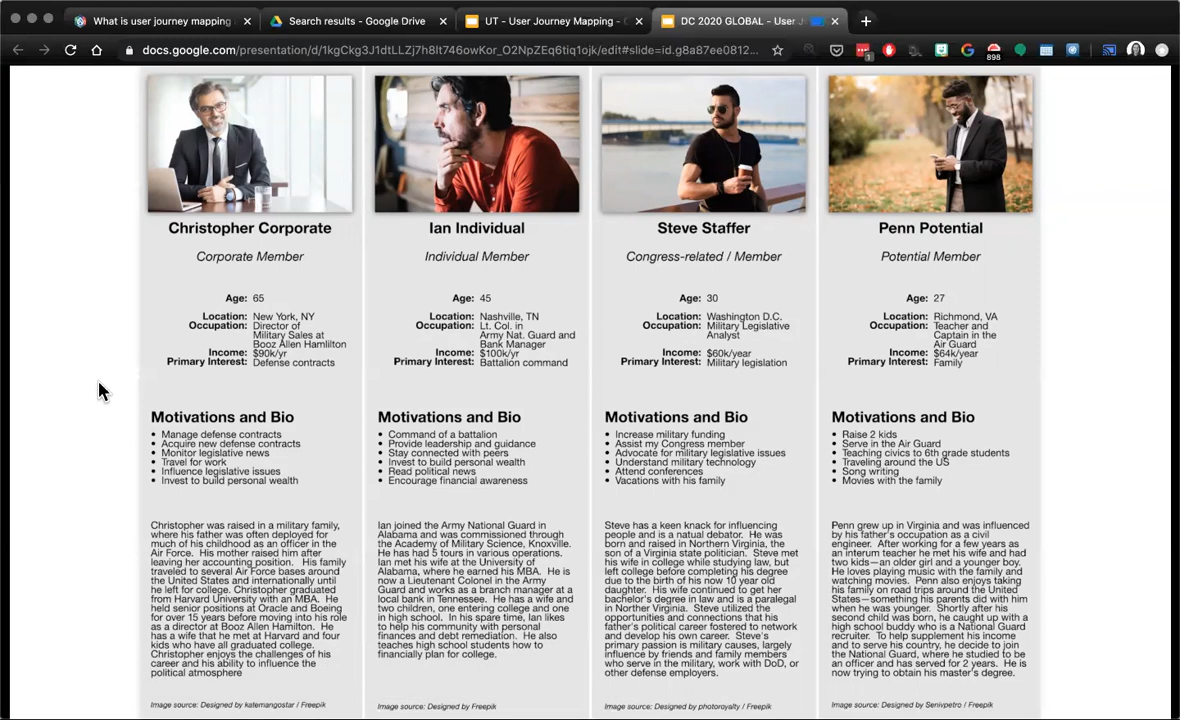 What is user journey mapping
Search results - Google Drive
UT - User Journey Mapping -
DC 2020 GLOBAL - User J
docs.google.com/presentation/d/1kgCkg3J1dtLLZj7h8lt746owKor_O2NpZEq6tiq1ojk/edit#slide=id.g8a87ee0812...
1
898
Christopher Corporate
Corporate Member
Age: 65
Location: New York, NY
Occupation: Director of
Military Sales at
Booz Allen Hamlilton
Income: $90k/yr
Primary Interest: Defense contracts
Motivations and Bio
• Manage defense contracts
• Acquire new defense contracts
• Monitor legislative news
• Travel for work
• Influence legislative issues
• Invest to build personal wealth
Christopher was raised in a military family,
where his father was often deployed for
much of his childhood as an officer in the
Air Force. His mother raised him after
leaving her accounting position. His family
traveled to several Air Force bases around
the United States and internationally until
he left for college. Christopher graduated
from Harvard University with an MBA. He
held senior positions at Oracle and Boeing
for over 15 years before moving into his role
as a director at Booz Allen Hamilton. He
has a wife that he met at Harvard and four
kids who have all graduated college.
Christopher enjoys the challenges of his
career and his ability to influence the
political atmosphere
Image source: Designed by katemangostar / Freepik
Ian Individual
Individual Member
Age: 45
Location: Nashville, TN
Occupation: Lt. Col. in
Army Nat. Guard and
Bank Manager
Income: $100k/yr
Primary Interest: Battalion command
Motivations and Bio
• Command of a battalion
• Provide leadership and guidance
• Stay connected with peers
• Invest to build personal wealth
• Read political news
• Encourage financial awareness
Ian joined the Army National Guard in
Alabama and was commissioned through
the Academy of Military Science, Knoxville.
He has had 5 tours in various operations.
Ian met his wife at the University of
Alabama, where he earned his MBA. He is
now a Lieutenant Colonel in the Army
Guard and works as a branch manager at a
local bank in Tennessee. He has a wife and
two children, one entering college and one
in high school. In his spare time, Ian likes
to help his community with personal
finances and debt remediation. He also
teaches high school students how to
financially plan for college.
Image source: Designed by Freepik
Steve Staffer
Congress-related / Member
Age: 30
Location: Washington D.C.
Occupation: Military Legislative
Analyst
Income: $60k/year
Primary Interest: Military legislation
Motivations and Bio
• Increase military funding
• Assist my Congress member
• Advocate for military legislative issues
• Understand military technology
• Attend conferences
• Vacations with his family
Steve has a keen knack for influencing
people and is a natual debator. He was
born and raised in Northern Virginia, the
son of a Virginia state politician. Steve met
his wife in college while studying law, but
left college before completing his degree
due to the birth of his now 10 year old
daughter. His wife continued to get her
bachelor's degree in law and is a paralegal
in Norther Virginia. Steve utilized the
opportunities and connections that his
father's political career fostered to network
and develop his own career. Steve's
primary passion is military causes, largely
influence by friends and family members
who serve in the military, work with DoD, or
other defense employers.
Image source: Designed by photoroyalty / Freepik
Penn Potential
Potential Member
Age: 27
Location: Richmond, VA
Occupation: Teacher and
Captain in the
Air Guard
Income: $64k/year
Primary Interest: Family
Motivations and Bio
• Raise 2 kids
• Serve in the Air Guard
• Teaching civics to 6th grade students
• Traveling around the US
• Song writing
• Movies with the family
Penn grew up in Virginia and was influenced
by his father's occupation as a civil
engineer. After working for a few years as
an interum teacher he met his wife and had
two kids—an older girl and a younger boy.
He loves playing music with the family and
watching movies. Penn also enjoys taking
his family on road trips around the United
States—something his parents did with him
when he was younger. Shortly after his
second child was born, he caught up with a
high school buddy who is a National Guard
recruiter. To help supplement his income
and to serve his country, he decide to join
the National Guard, where he studied to be
an officer and has served for 2 years. He is
now trying to obtain his master's degree.
Image source: Designed by Senivpetro / Freepik